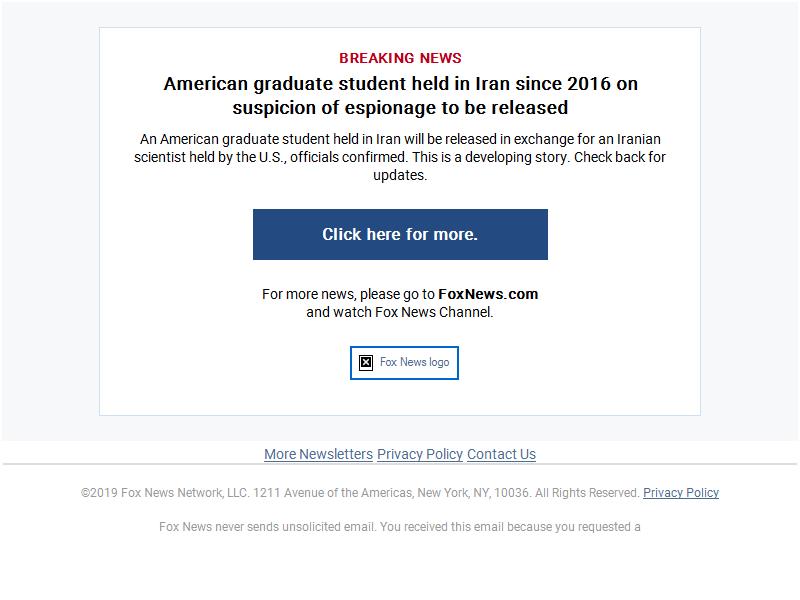 BREAKING NEWS
American graduate student held in Iran since 2016 on
suspicion of espionage to be released
An American graduate student held in Iran will be released in exchange for an Iranian
scientist held by the U.S., officials confirmed. This is a developing story. Check back for
updates.
Click here for more.
For more news, please go to FoxNews.com
and watch Fox News Channel.
Fox News logo
More Newsletters Privacy Policy Contact Us
©2019 Fox News Network, LLC. 1211 Avenue of the Americas, New York, NY, 10036. All Rights Reserved. Privacy Policy
Fox News never sends unsolicited email. You received this email because you requested a